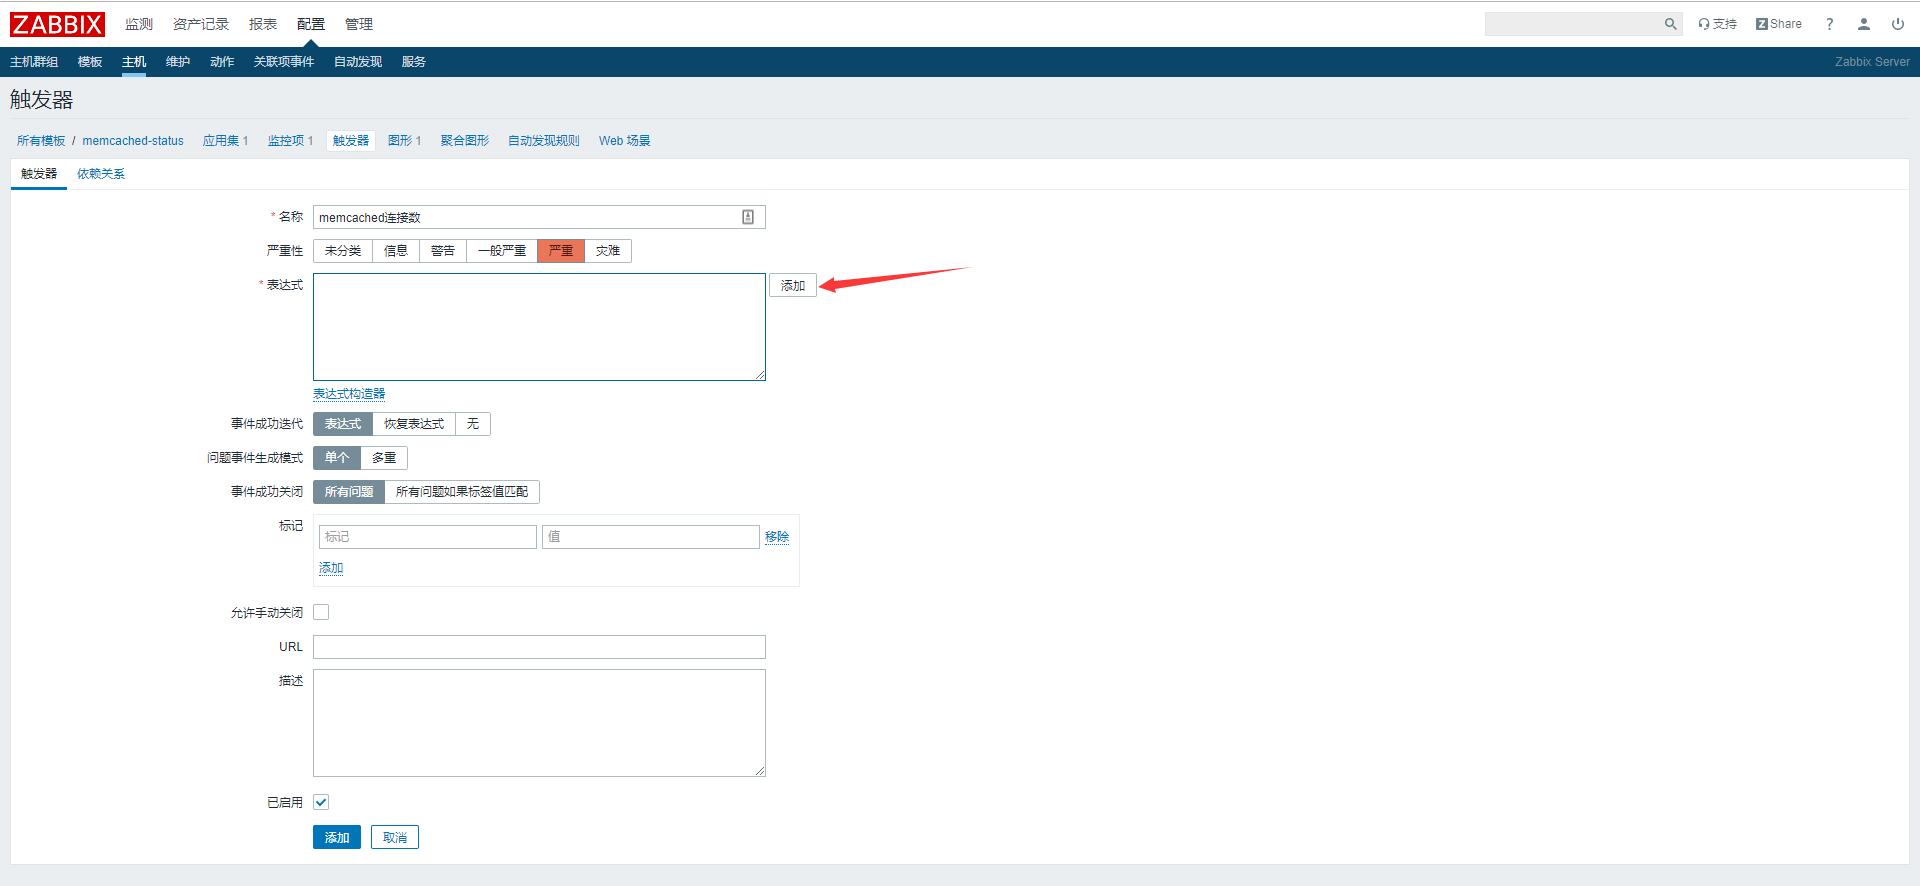 ZABBIX 监测 资产记录 报表 配置 管理 支持 Z Share ?
主机群组 模板 主机 维护 动作 关联项事件 自动发现 服务 Zabbix Server
触发器
所有模板 / memcached-status 应用集 1 监控项 1 触发器 图形 1 聚合图形 自动发现规则 Web 场景
触发器 依赖关系
* 名称 memcached连接数
严重性 未分类 信息 警告 一般严重 严重 灾难
* 表达式 添加
表达式构造器
事件成功迭代 表达式 恢复表达式 无
问题事件生成模式 单个 多重
事件成功关闭 所有问题 所有问题如果标签值匹配
标记 标记 值 移除
添加
允许手动关闭
URL
描述
已启用
添加 取消